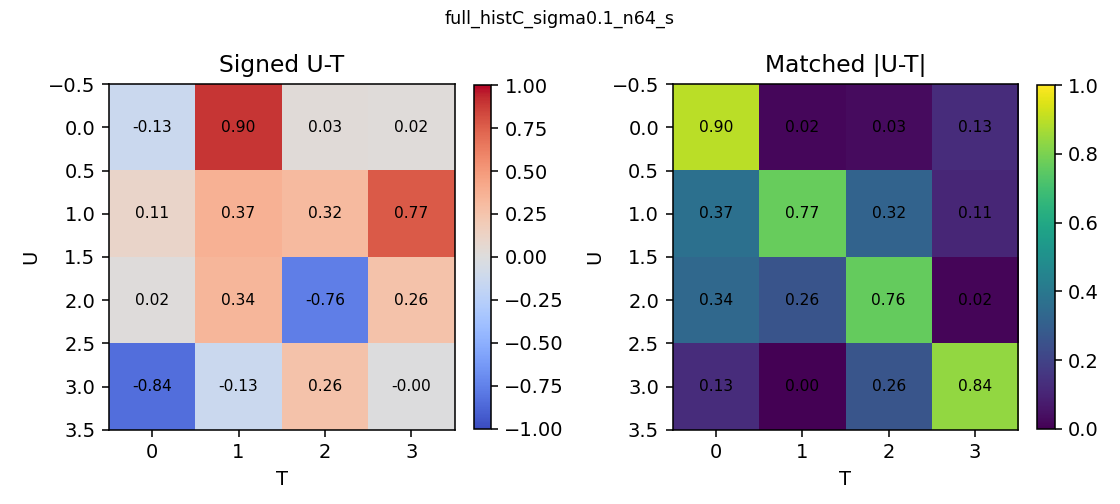 full_histC_sigma0.1_n64_s
Signed U-T
Matched |U-T|
−0.5
0.0
0.5
1.0
1.5
2.0
2.5
3.0
3.5
U
-0.13 0.90 0.03 0.02
0.11 0.37 0.32 0.77
0.02 0.34 -0.76 0.26
-0.84 -0.13 0.26 -0.00
0 1 2 3
T
1.00
0.75
0.50
0.25
0.00
−0.25
−0.50
−0.75
−1.00
−0.5
0.0
0.5
1.0
1.5
2.0
2.5
3.0
3.5
U
0.90 0.02 0.03 0.13
0.37 0.77 0.32 0.11
0.34 0.26 0.76 0.02
0.13 0.00 0.26 0.84
0 1 2 3
T
1.0
0.8
0.6
0.4
0.2
0.0